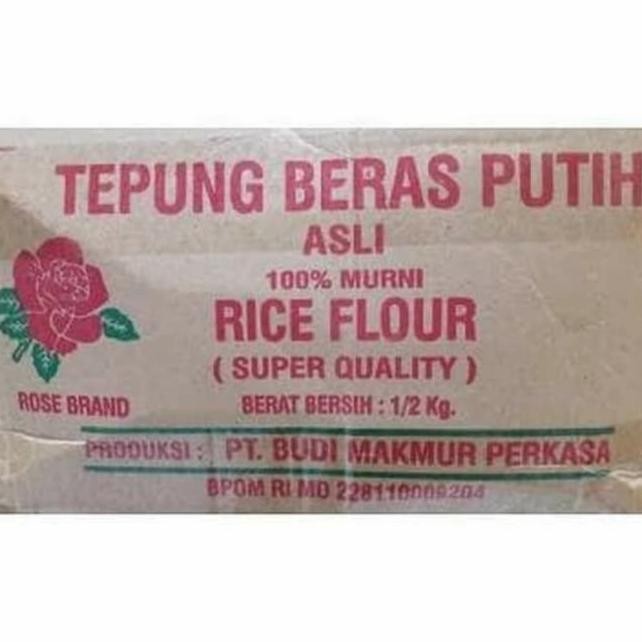 TEPUNG BERAS PUTIH
ASLI
100% MURNI
RICE FLOUR
( SUPER QUALITY )
ROSE BRAND
BERAT BERSIH : 1/2 Kg.
PRODUKSI : PT. BUDI MAKMUR PERKASA
BPOM RI MD 228110009204